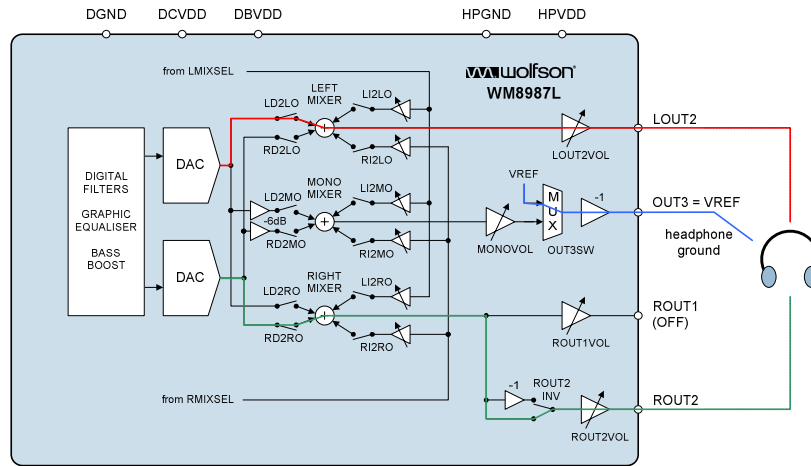 DGND
DCVDD
DBVDD
HPGND
HPVDD
from LMIXSEL
wolfson
WM8987L
LEFT
MIXER
LD2LO
LI2LO
RD2LO
RI2LO
LOUT2VOL
LOUT2
DAC
DIGITAL
FILTERS
GRAPHIC
EQUALISER
BASS
BOOST
DAC
LD2MO
MONO
MIXER
LI2MO
-6dB
RD2MO
RI2MO
MONOVOL
VREF
M
U
X
OUT3SW
-1
OUT3 = VREF
headphone
ground
LD2RO
RIGHT
MIXER
LI2RO
RD2RO
RI2RO
ROUT1VOL
ROUT1
(OFF)
from RMIXSEL
-1
ROUT2
INV
ROUT2VOL
ROUT2